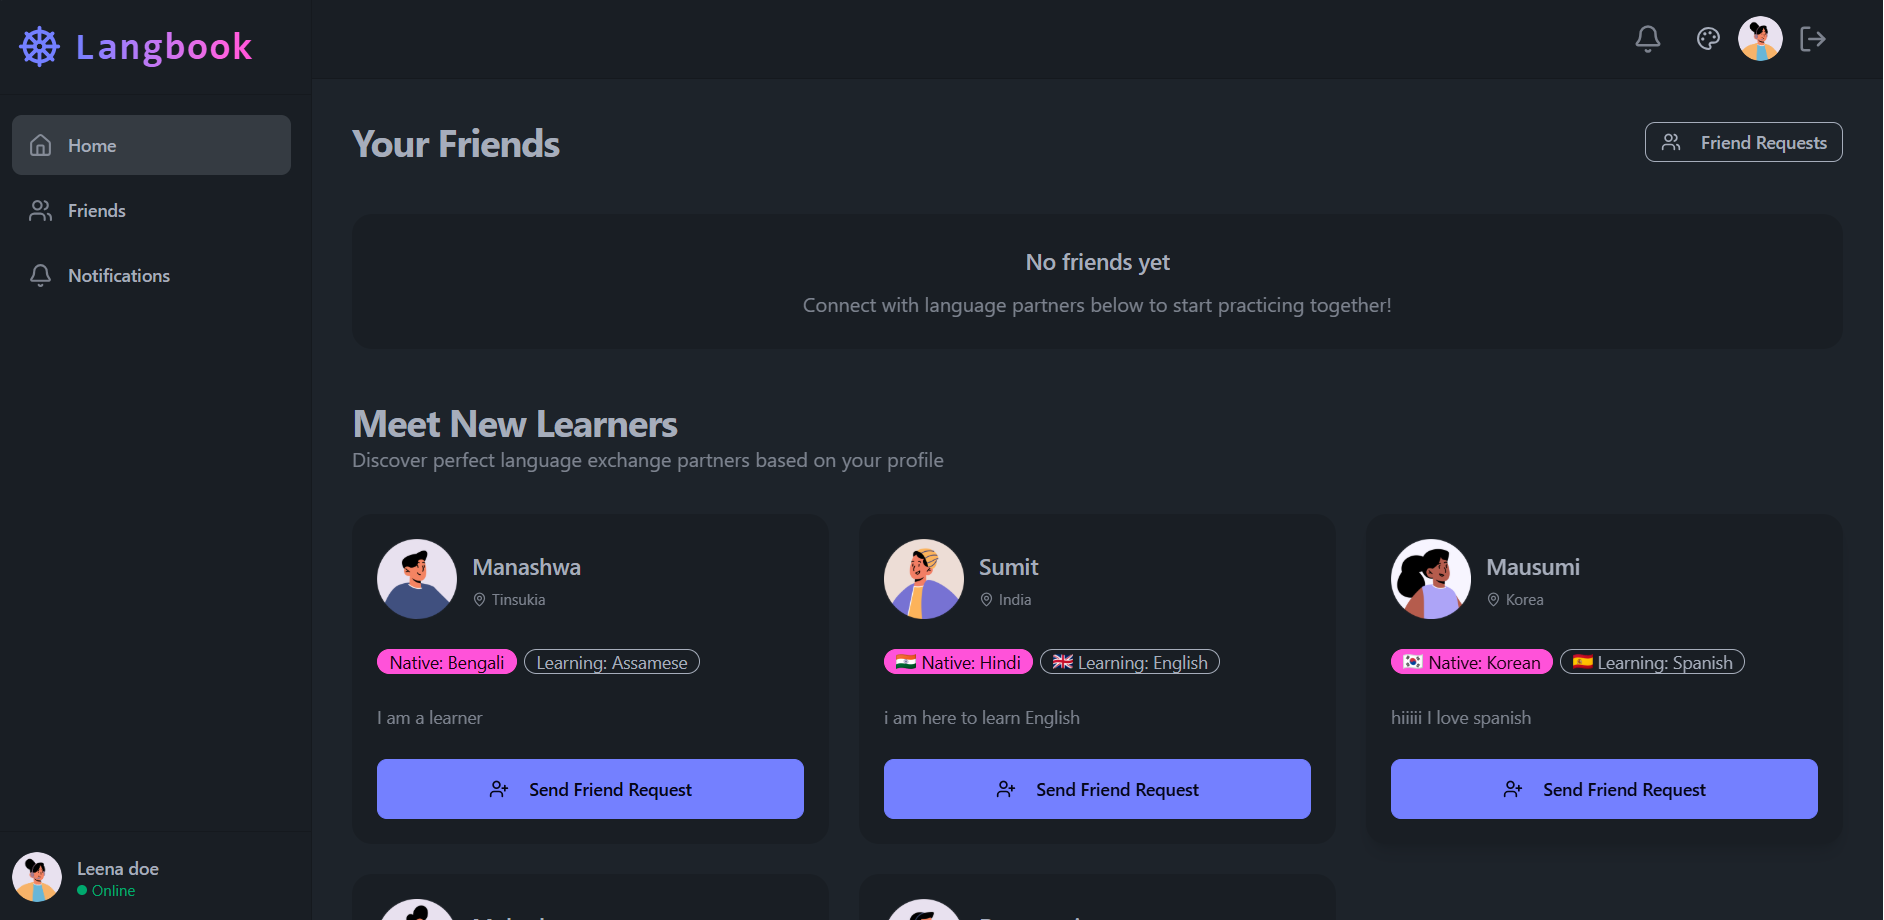 Langbook
Home
Friends
Notifications
Your Friends
Friend Requests
No friends yet
Connect with language partners below to start practicing together!
Meet New Learners
Discover perfect language exchange partners based on your profile
Manashwa
Tinsukia
Native: Bengali
Learning: Assamese
I am a learner
Send Friend Request
Sumit
India
Native: Hindi
Learning: English
i am here to learn English
Send Friend Request
Mausumi
Korea
Native: Korean
Learning: Spanish
hiiiii I love spanish
Send Friend Request
Leena doe
Online